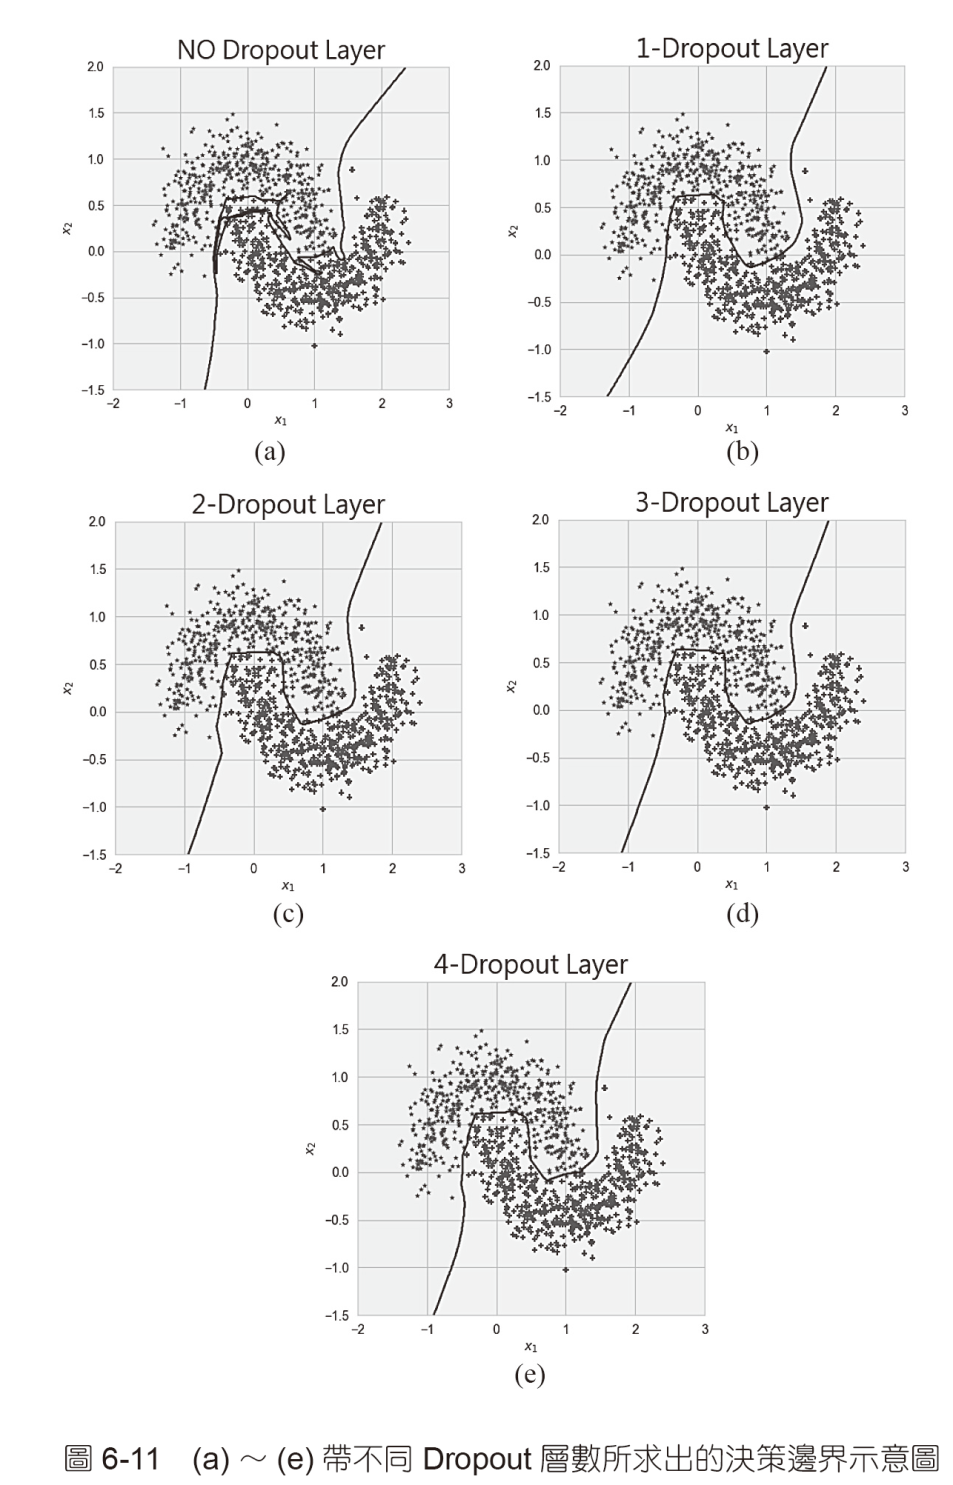 NO Dropout Layer
2.0
1.5
1.0
0.5
0.0
−0.5
−1.0
−1.5
x2
−2 −1 0 1 2 3
x1
(a)
1-Dropout Layer
2.0
1.5
1.0
0.5
0.0
−0.5
−1.0
−1.5
x2
−2 −1 0 1 2 3
x1
(b)
2-Dropout Layer
2.0
1.5
1.0
0.5
0.0
−0.5
−1.0
−1.5
x2
−2 −1 0 1 2 3
x1
(c)
3-Dropout Layer
2.0
1.5
1.0
0.5
0.0
−0.5
−1.0
−1.5
x2
−2 −1 0 1 2 3
x1
(d)
4-Dropout Layer
2.0
1.5
1.0
0.5
0.0
−0.5
−1.0
−1.5
x2
−2 −1 0 1 2 3
x1
(e)
圖 6-11 (a) ～ (e) 帶不同 Dropout 層數所求出的決策邊界示意圖